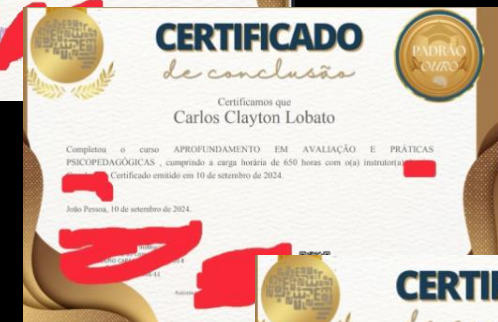 CERTIFICADO
de conclusão
PADRÃO
OURO
Certificamos que
Carlos Clayton Lobato
Completou o curso APROFUNDAMENTO EM AVALIAÇÃO E PRÁTICAS
PSICOPEDAGÓGICAS , cumprindo a carga horária de 650 horas com o(a) instrutor(a)
Certificado emitido em 10 de setembro de 2024.
João Pessoa, 10 de setembro de 2024.
CERTI